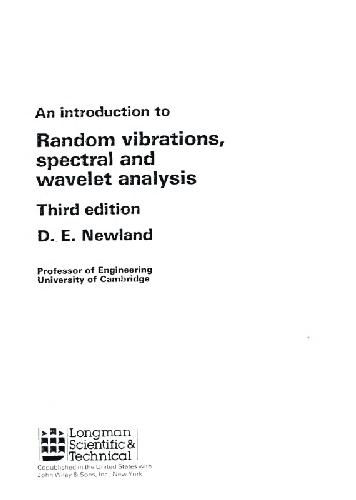 An introduction to
Random vibrations,
spectral and
wavelet analysis
Third edition
D. E. Newland
Professor of Engineering
University of Cambridge
Longman
Scientific &
Technical
Copublished in the United States with
John Wiley & Sons, Inc., New York